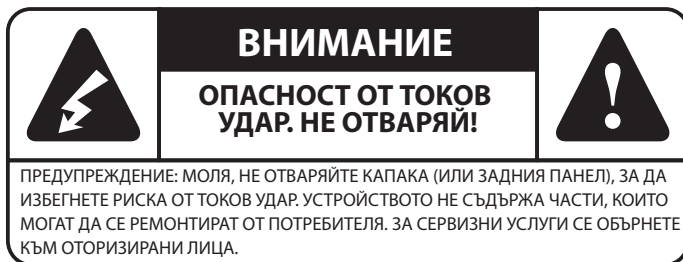 ВНИМАНИЕ
ОПАСНОСТ ОТ ТОКОВ
УДАР. НЕ ОТВАРЯЙ!
ПРЕДУПРЕЖДЕНИЕ: МОЛЯ, НЕ ОТВАРЯЙТЕ КАПАКА (ИЛИ ЗАДНИЯ ПАНЕЛ), ЗА ДА
ИЗБЕГНЕТЕ РИСКА ОТ ТОКОВ УДАР. УСТРОЙСТВОТО НЕ СЪДЪРЖА ЧАСТИ, КОИТО
МОГАТ ДА СЕ РЕМОНТИРАТ ОТ ПОТРЕБИТЕЛЯ. ЗА СЕРВИЗНИ УСЛУГИ СЕ ОБЪРНЕТЕ
КЪМ ОТОРИЗИРАНИ ЛИЦА.